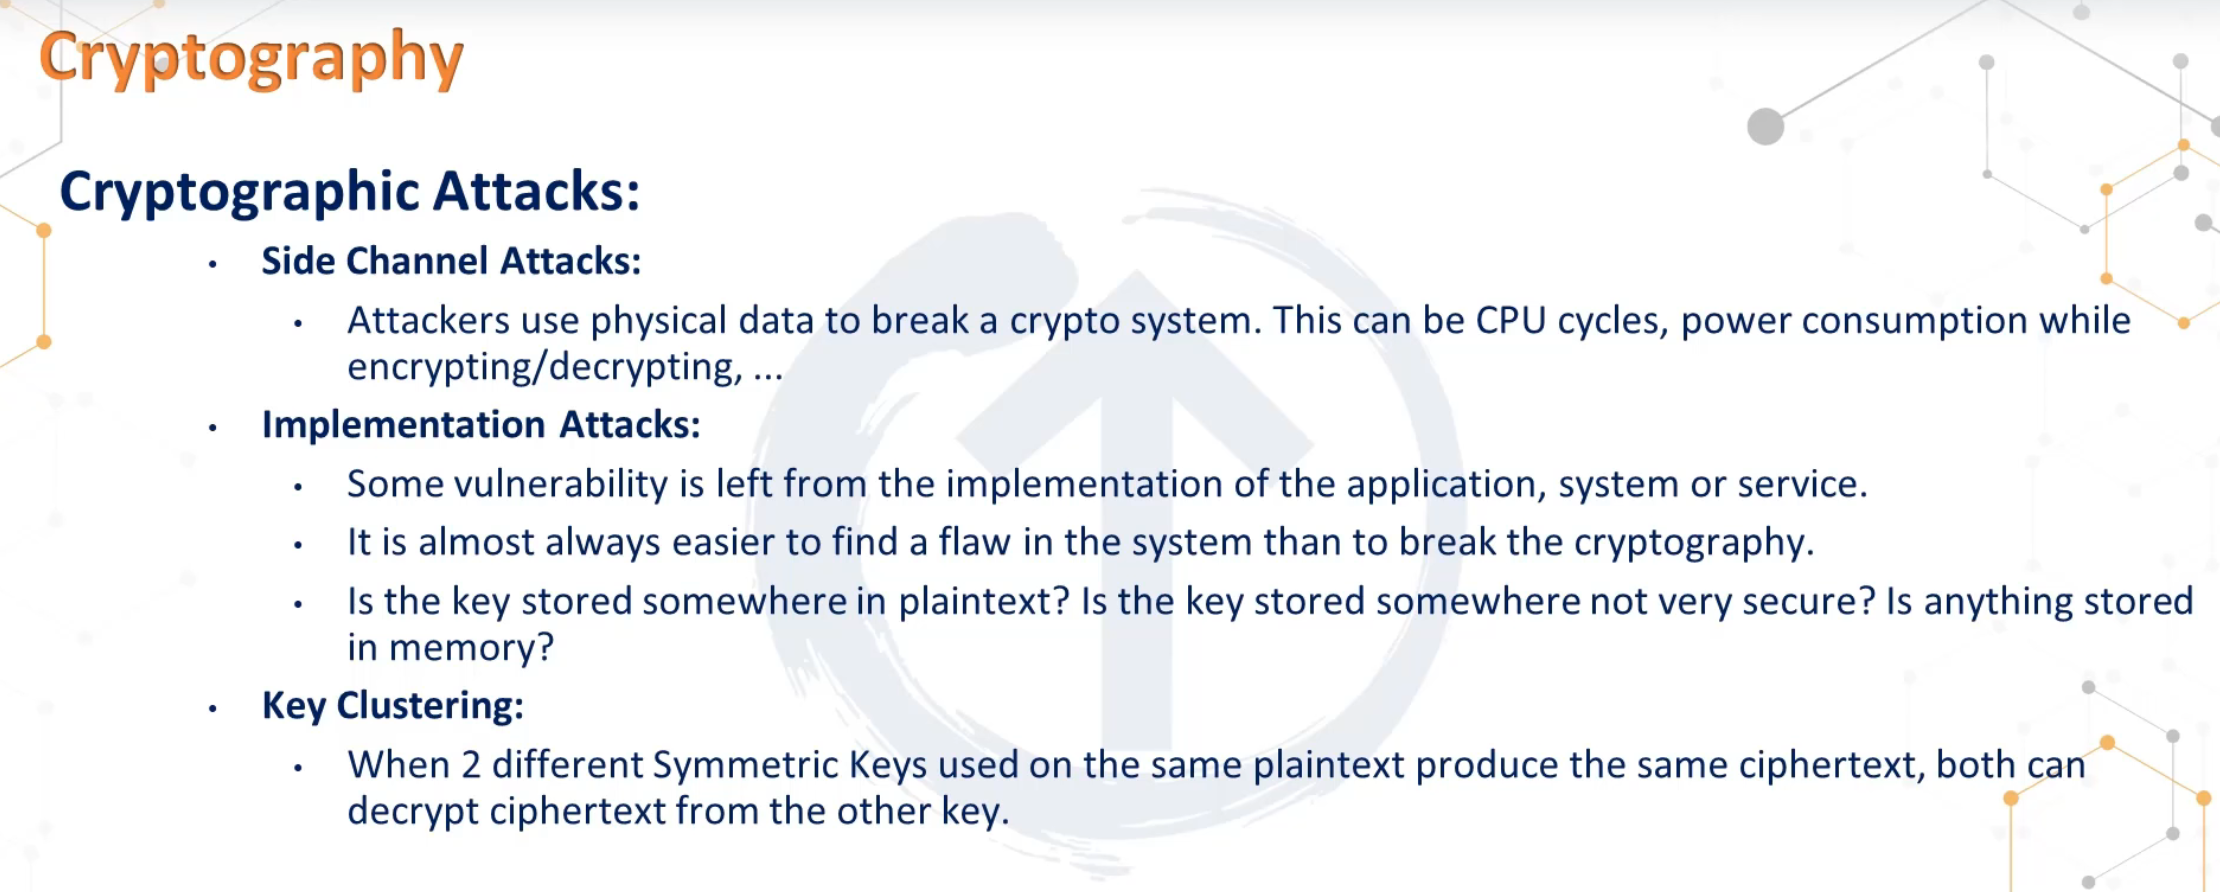 Cryptography
Cryptographic Attacks:
• Side Channel Attacks:
• Attackers use physical data to break a crypto system. This can be CPU cycles, power consumption while
encrypting/decrypting, ...
• Implementation Attacks:
• Some vulnerability is left from the implementation of the application, system or service.
• It is almost always easier to find a flaw in the system than to break the cryptography.
• Is the key stored somewhere in plaintext? Is the key stored somewhere not very secure? Is anything stored
in memory?
• Key Clustering:
• When 2 different Symmetric Keys used on the same plaintext produce the same ciphertext, both can
decrypt ciphertext from the other key.